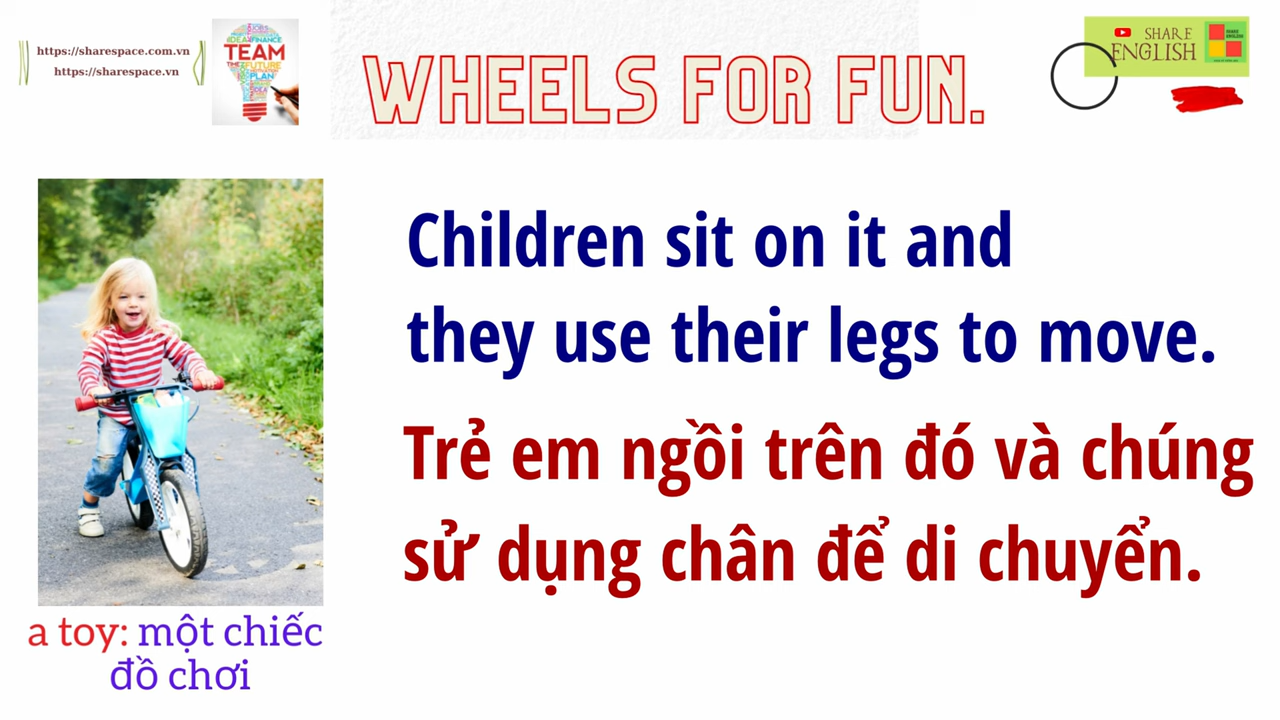 https://sharespace.com.vn
https://sharespace.vn
TEAM
FUTURE
PLAN
WHEELS FOR FUN.
SHARE
ENGLISH
Children sit on it and
they use their legs to move.
Trẻ em ngồi trên đó và chúng
sử dụng chân để di chuyển.
a toy: một chiếc
đồ chơi